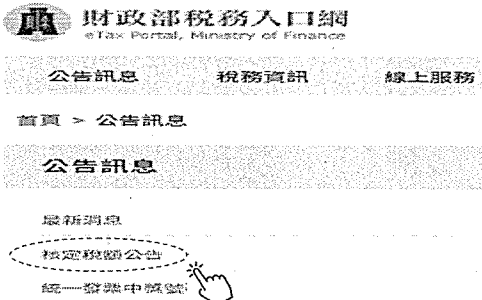 財政部稅務入口網
eTax Portal, Ministry of Finance
公告訊息 稅務資訊 線上服務
首頁 > 公告訊息
公告訊息
最新消息
核定稅額公告
統一發票中獎號